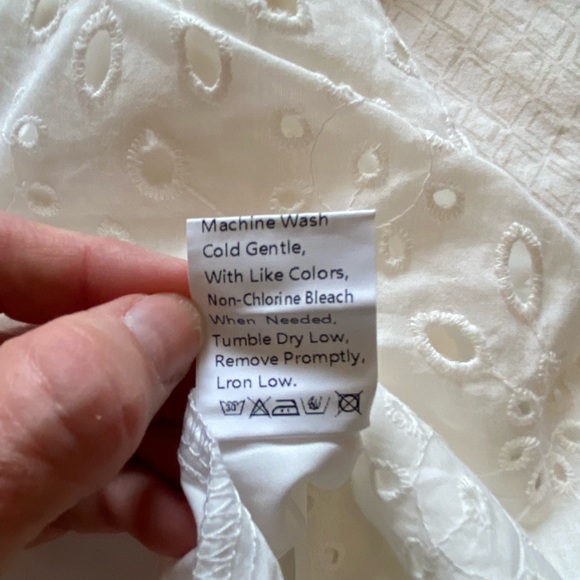 Machine Wash
Cold Gentle,
With Like Colors,
Non-Chlorine Bleach
When Needed,
Tumble Dry Low,
Remove Promptly,
Lron Low.
30°